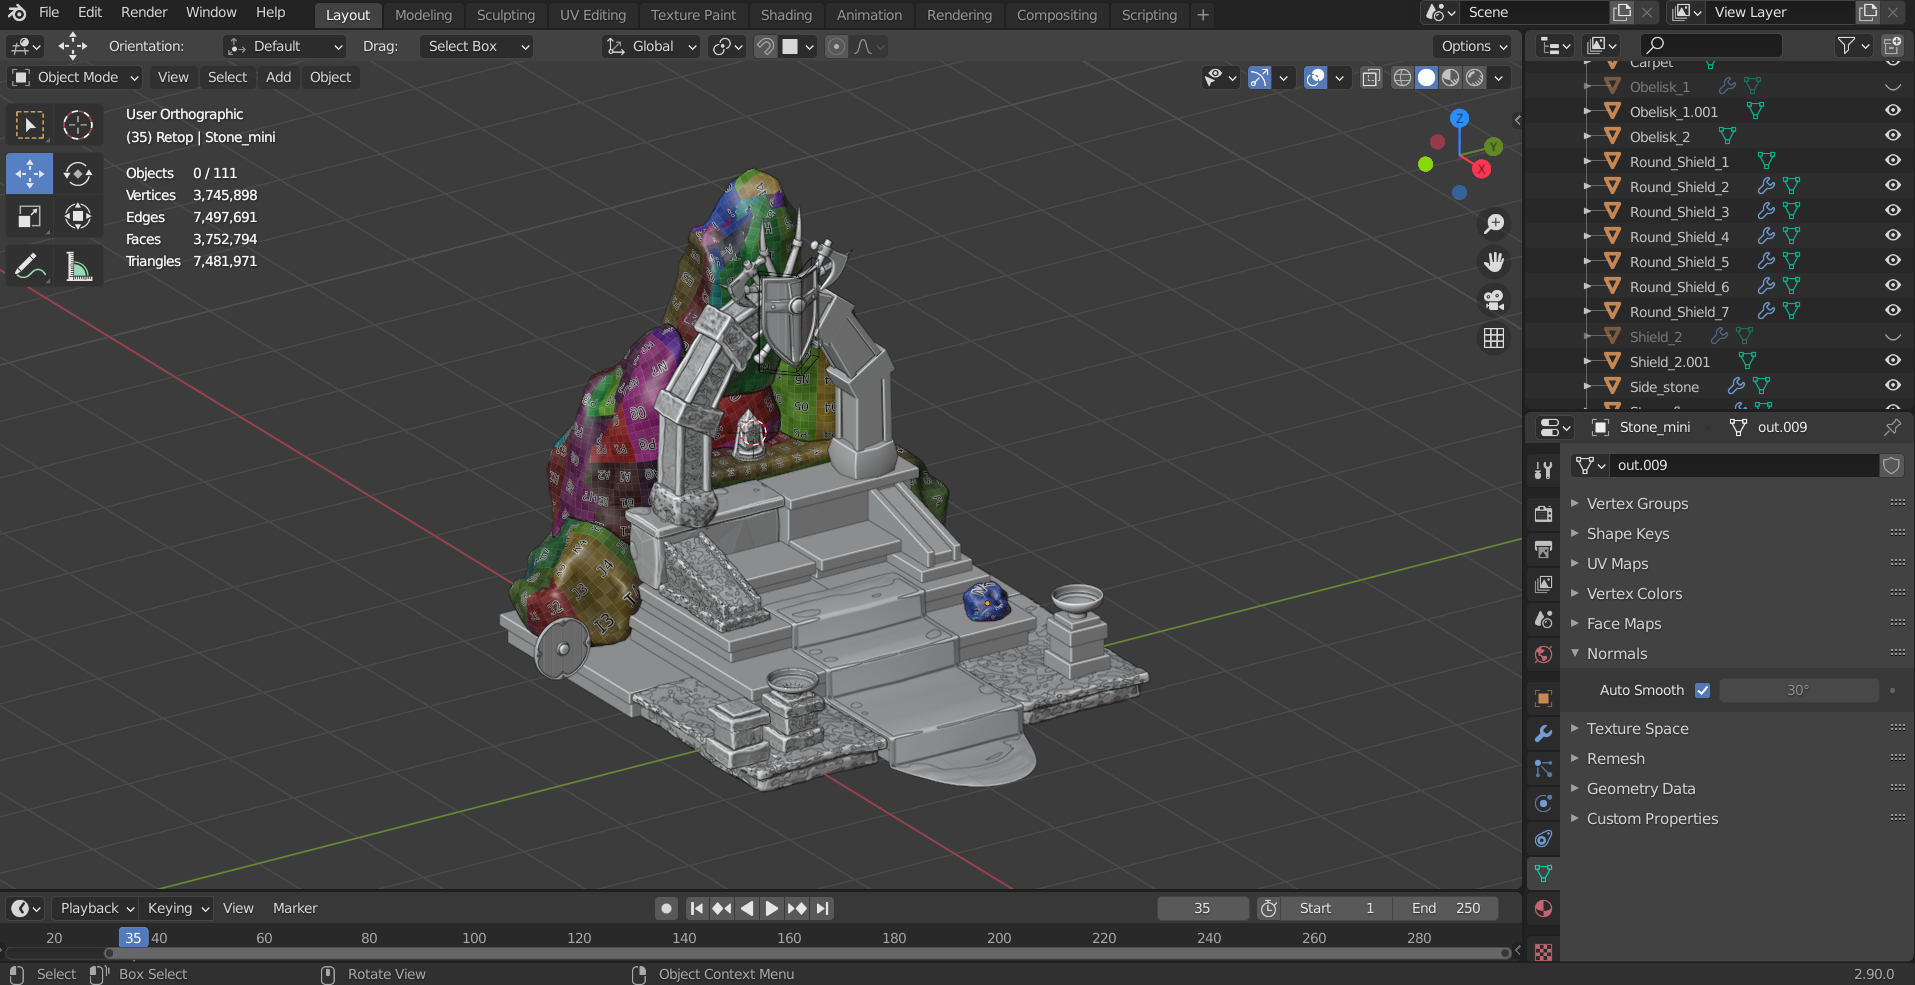 File Edit Render Window Help Layout Modeling Sculpting UV Editing Texture Paint Shading Animation Rendering Compositing Scripting Scene View Layer
Orientation: Default Drag: Select Box Global Options
Object Mode View Select Add Object
User Orthographic
(35) Retop | Stone_mini
Objects 0 / 111
Vertices 3,745,898
Edges 7,497,691
Faces 3,752,794
Triangles 7,481,971
Z
Y
X
Carpet
Obelisk_1
Obelisk_1.001
Obelisk_2
Round_Shield_1
Round_Shield_2
Round_Shield_3
Round_Shield_4
Round_Shield_5
Round_Shield_6
Round_Shield_7
Shield_2
Shield_2.001
Side_stone
Stone_mini out.009
out.009
Vertex Groups
Shape Keys
UV Maps
Vertex Colors
Face Maps
Normals
Auto Smooth 30°
Texture Space
Remesh
Geometry Data
Custom Properties
J4
J3
J2
I3
Playback Keying View Marker 35 Start 1 End 250
20 35 40 60 80 100 120 140 160 180 200 220 240 260 280
Select Box Select Rotate View Object Context Menu 2.90.0